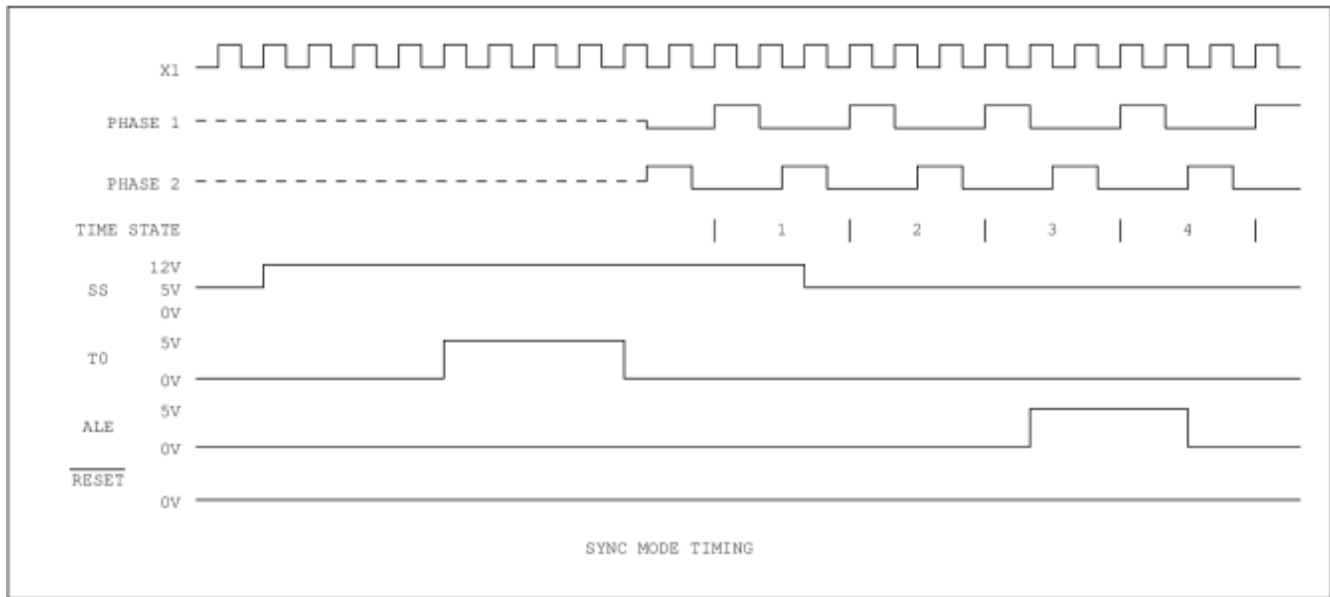 X1
PHASE 1
PHASE 2
TIME STATE 1 2 3 4
12V
SS 5V
0V
5V
T0
0V
5V
ALE
0V
RESET
0V
SYNC MODE TIMING